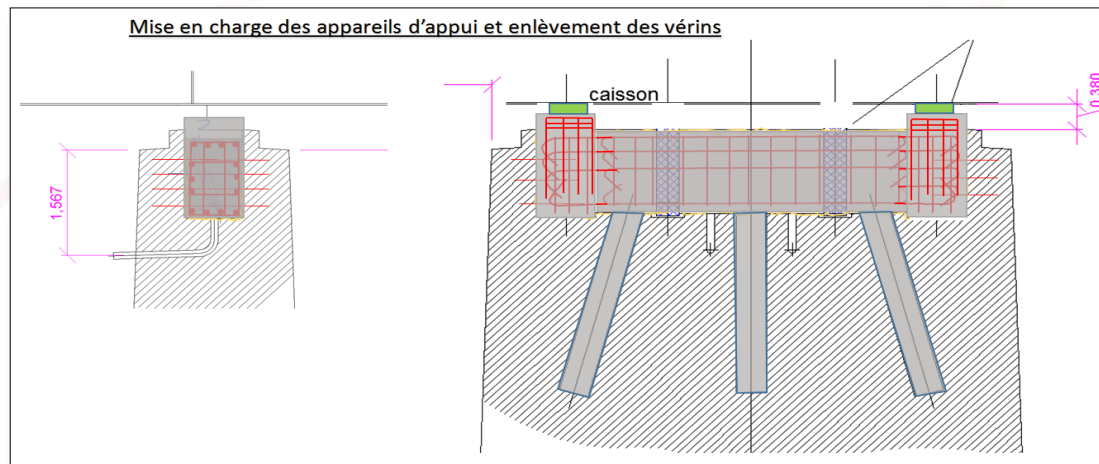 Mise en charge des appareils d'appui et enlèvement des vérins
caisson
0,380
1,567